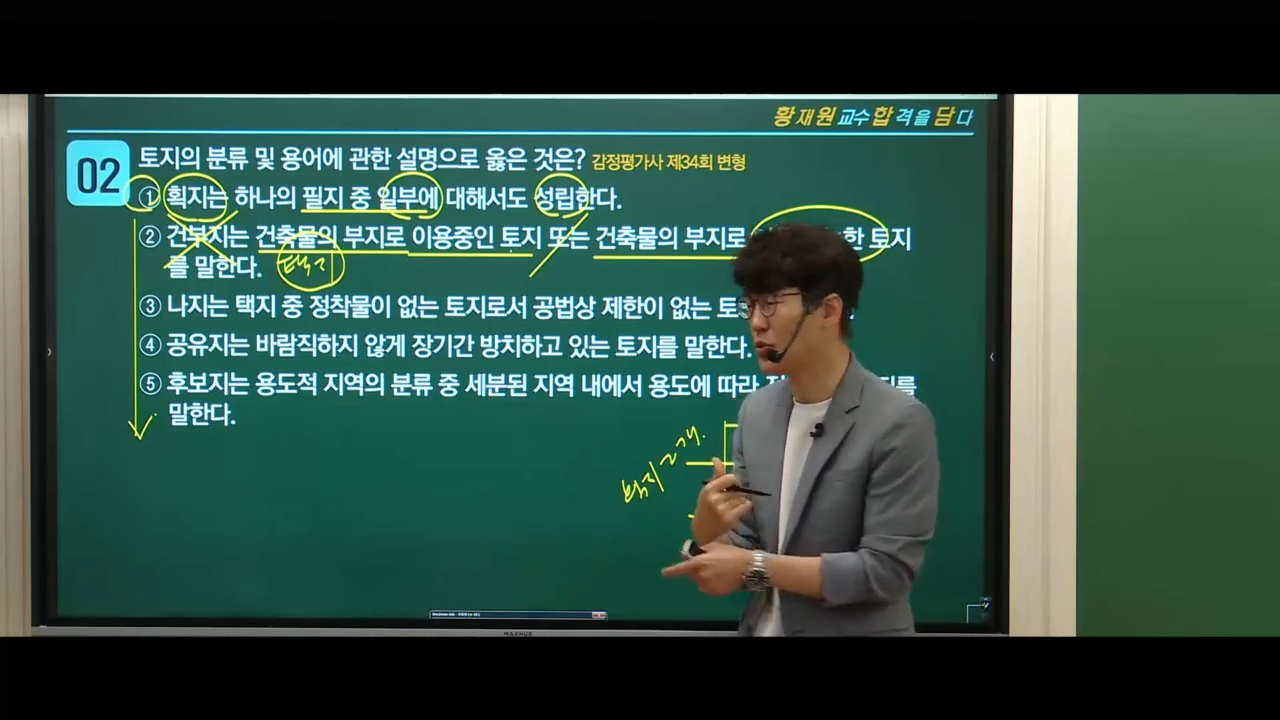 황재원 교수 합격을 담다
02 토지의 분류 및 용어에 관한 설명으로 옳은 것은? 감정평가사 제34회 변형
① 획지는 하나의 필지 중 일부에 대해서도 성립한다.
② 건부지는 건축물의 부지로 이용중인 토지 또는 건축물의 부지로 한 토지
를 말한다. 택지
③ 나지는 택지 중 정착물이 없는 토지로서 공법상 제한이 없는
④ 공유지는 바람직하지 않게 장기간 방치하고 있는 토지를 말한다.
⑤ 후보지는 용도적 지역의 분류 중 세분된 지역 내에서 용도에 따라
말한다.
획지 2개.
MAXHUB